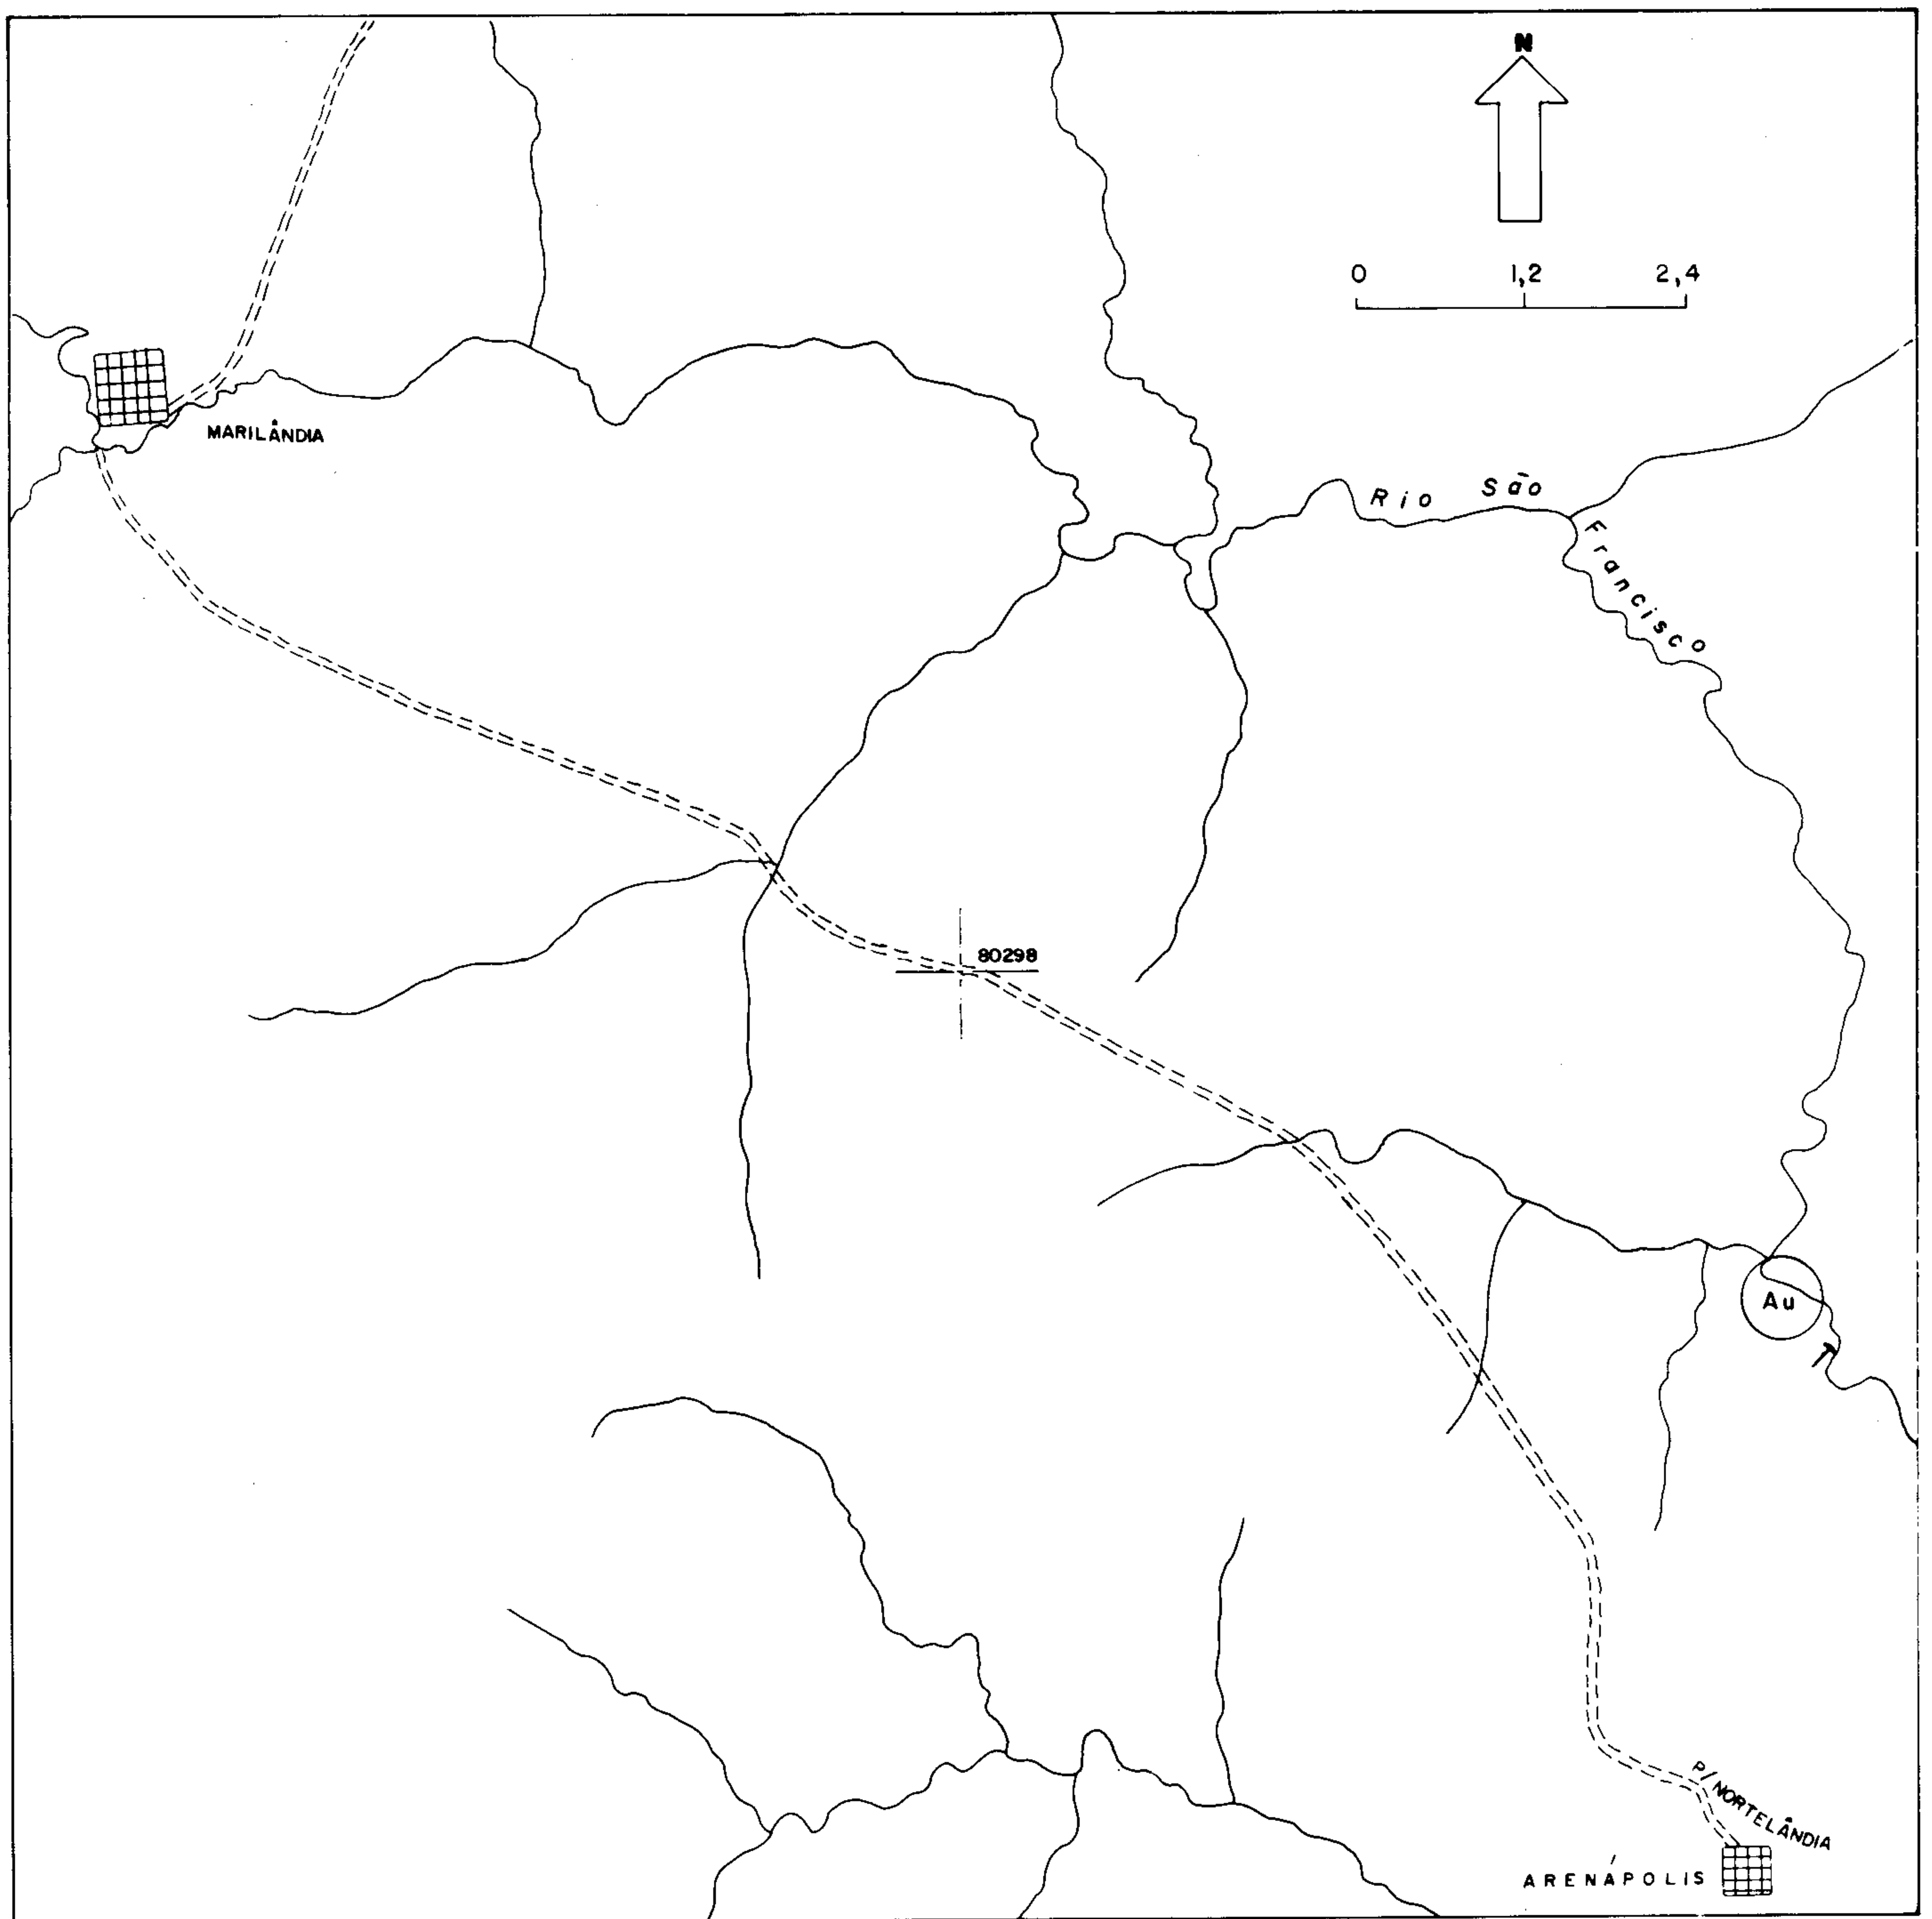 N
0 1,2 2,4
MARILÂNDIA
Rio São Francisco
80298
Au
P/NORTELÂNDIA
ARENÁPOLIS